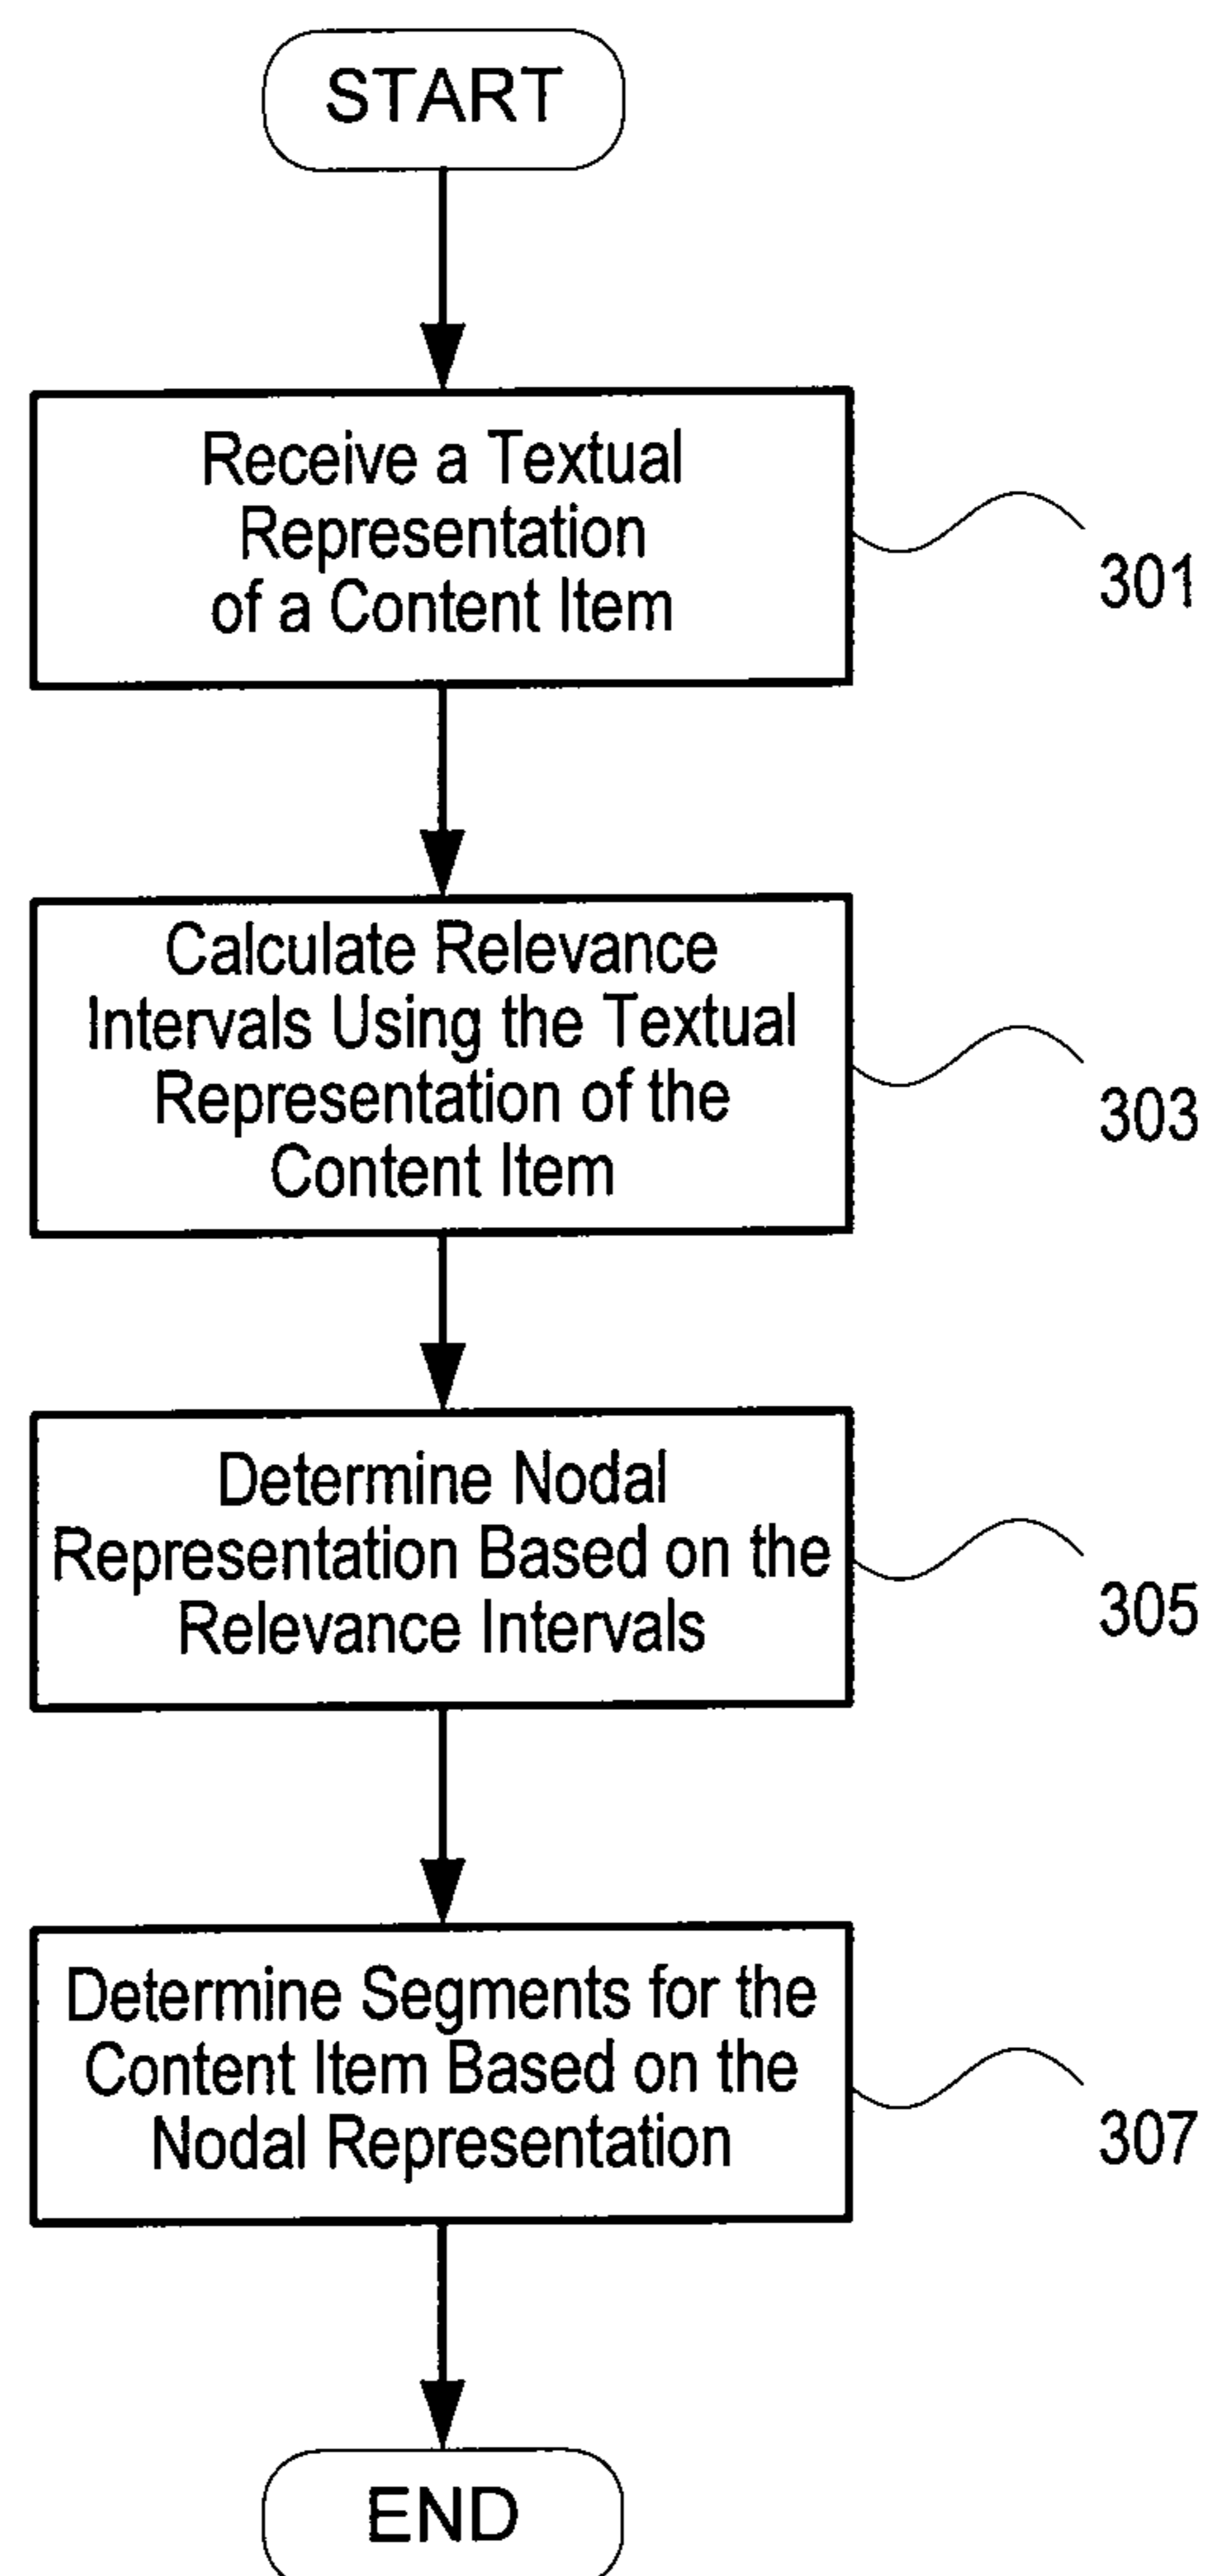 START
Receive a Textual
Representation
of a Content Item
301
Calculate Relevance
Intervals Using the Textual
Representation of the
Content Item
303
Determine Nodal
Representation Based on the
Relevance Intervals
305
Determine Segments for the
Content Item Based on the
Nodal Representation
307
END